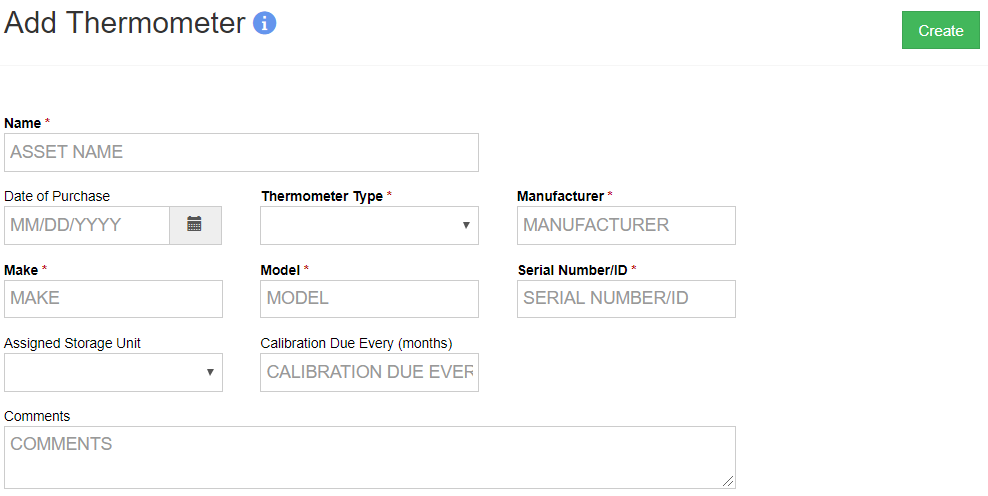 Add Thermometer
Create
Name *
ASSET NAME
Date of Purchase
Thermometer Type *
Manufacturer *
MM/DD/YYYY
MANUFACTURER
Make *
Model *
Serial Number/ID *
MAKE
MODEL
SERIAL NUMBER/ID
Assigned Storage Unit
Calibration Due Every (months)
CALIBRATION DUE EVER
Comments
COMMENTS